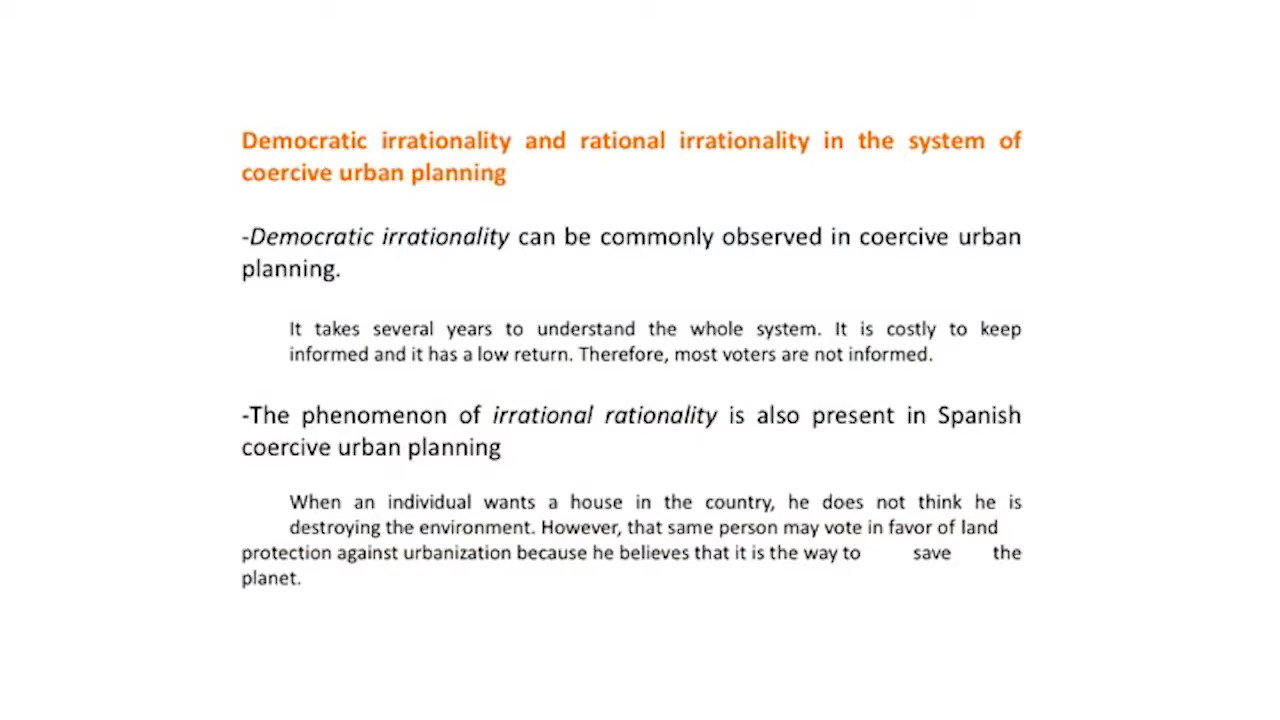 Democratic irrationality and rational irrationality in the system of
coercive urban planning
-Democratic irrationality can be commonly observed in coercive urban
planning.
It takes several years to understand the whole system. It is costly to keep
informed and it has a low return. Therefore, most voters are not informed.
-The phenomenon of irrational rationality is also present in Spanish
coercive urban planning
When an individual wants a house in the country, he does not think he is
destroying the environment. However, that same person may vote in favor of land
protection against urbanization because he believes that it is the way to save the
planet.